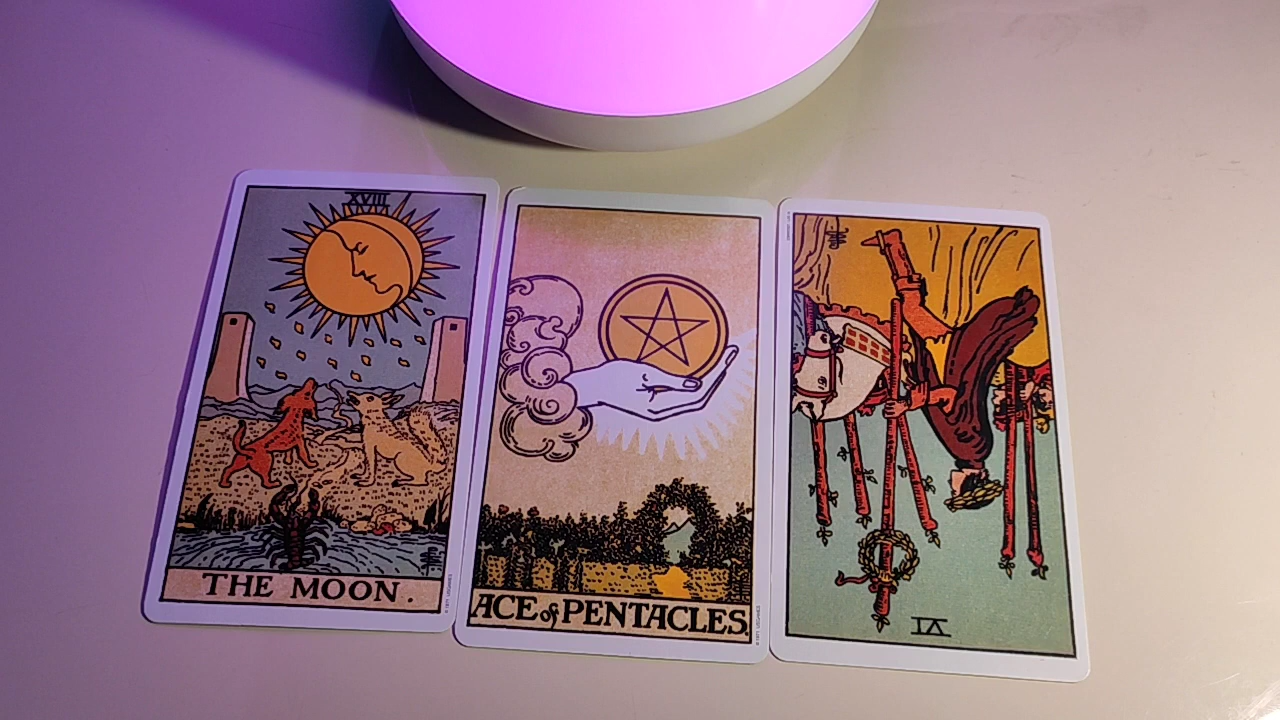 XVIII
THE MOON.
ACE of PENTACLES.
VI